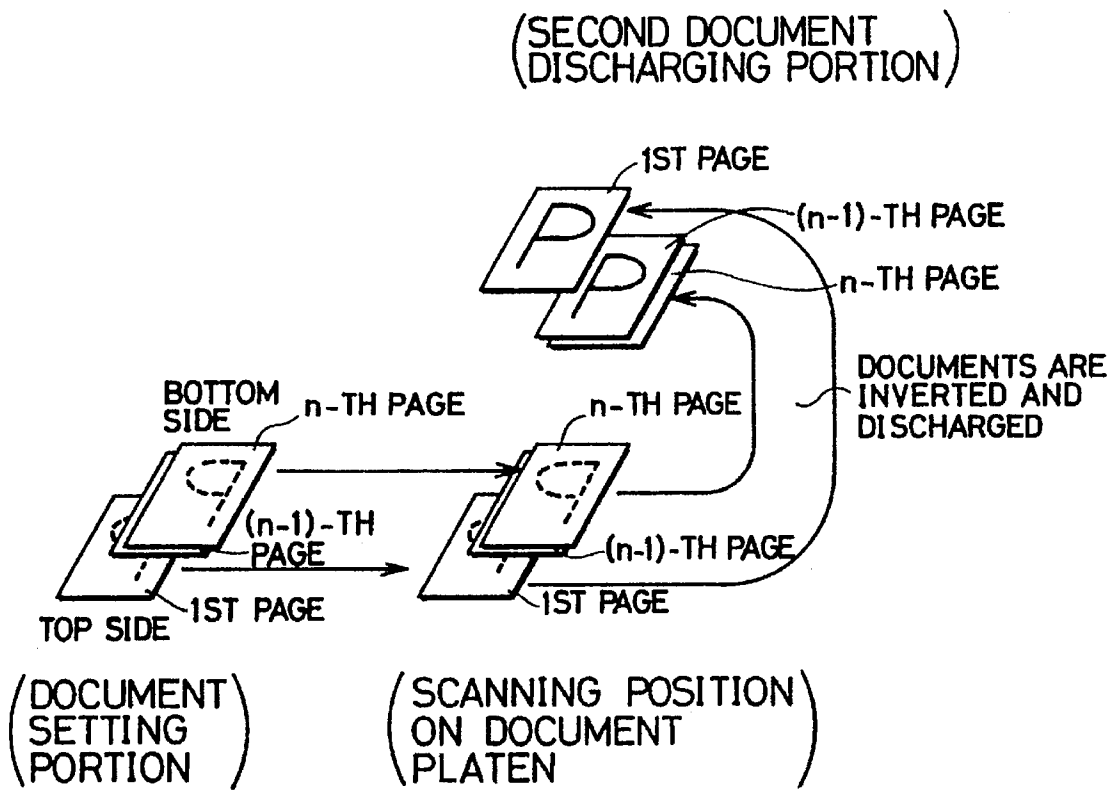 (SECOND DOCUMENT
DISCHARGING PORTION)
1ST PAGE
P
(n-1)-TH PAGE
P
n-TH PAGE
DOCUMENTS ARE
INVERTED AND
DISCHARGED
BOTTOM
SIDE
n-TH PAGE
(n-1)-TH
PAGE
1ST PAGE
TOP SIDE
n-TH PAGE
(n-1)-TH PAGE
1ST PAGE
(DOCUMENT
SETTING
PORTION)
(SCANNING POSITION
ON DOCUMENT
PLATEN)